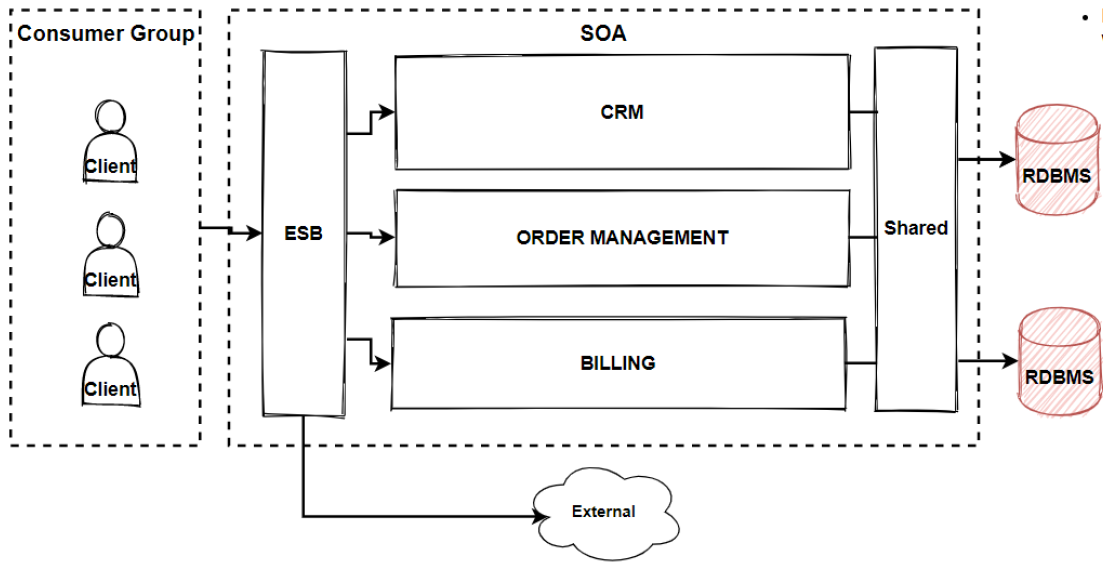 Consumer Group
SOA
Client
Client
Client
ESB
CRM
ORDER MANAGEMENT
BILLING
Shared
RDBMS
RDBMS
External